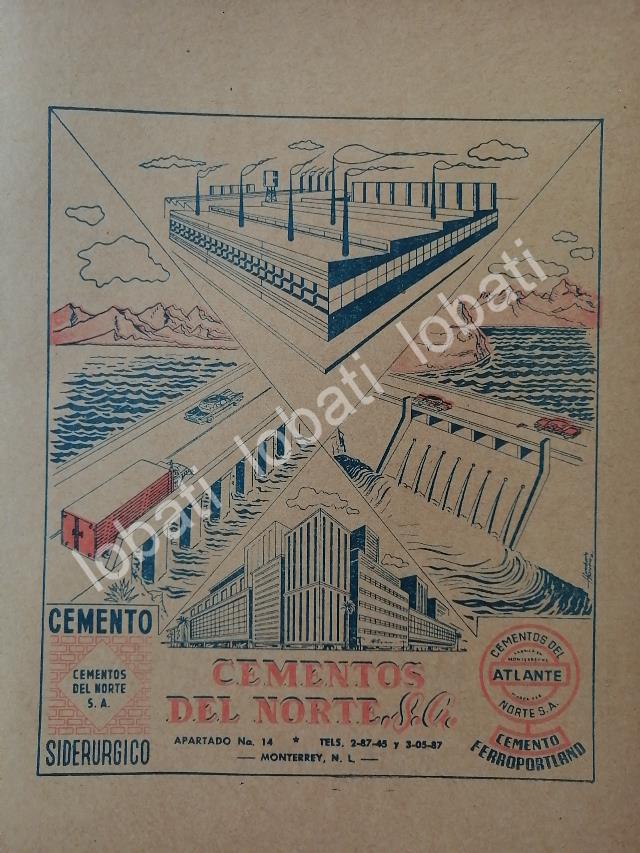 lobati lobati lobati lobati
CEMENTO
CEMENTOS
DEL NORTE
S. A.
SIDERURGICO
CEMENTOS
DEL NORTE, S.A.
APARTADO No. 14 * TELS. 2-87-45 y 3-05-87
— MONTERREY, N. L. —
CEMENTOS DEL
MONTERREY
ATLANTE
NORTE S.A.
CEMENTO
FERROPORTLAND